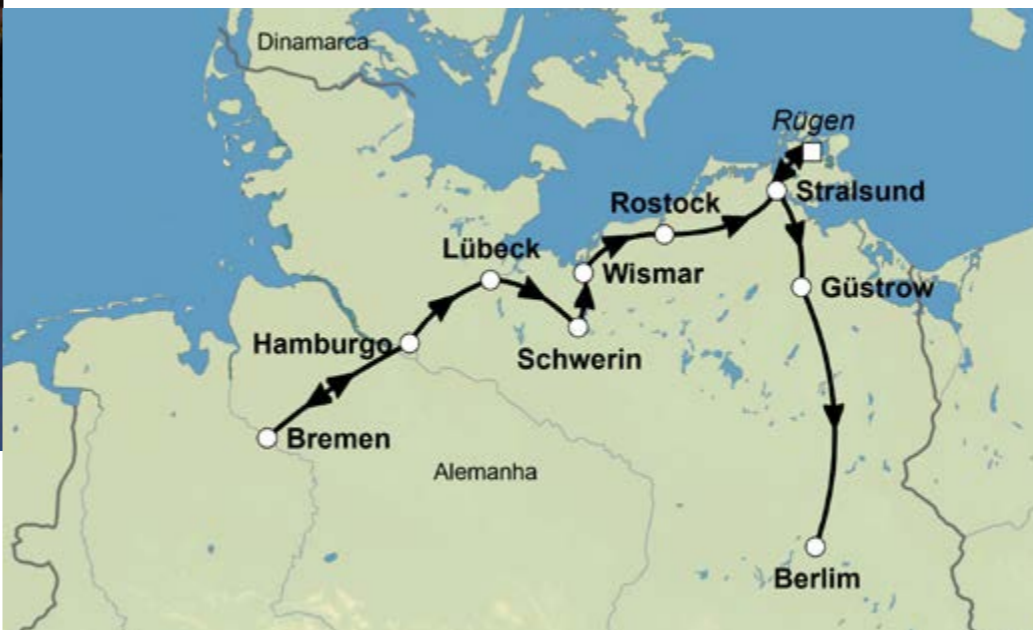 Dinamarca
Rügen
Stralsund
Rostock
Lübeck
Wismar
Güstrow
Hamburgo
Schwerin
Bremen
Alemanha
Berlim